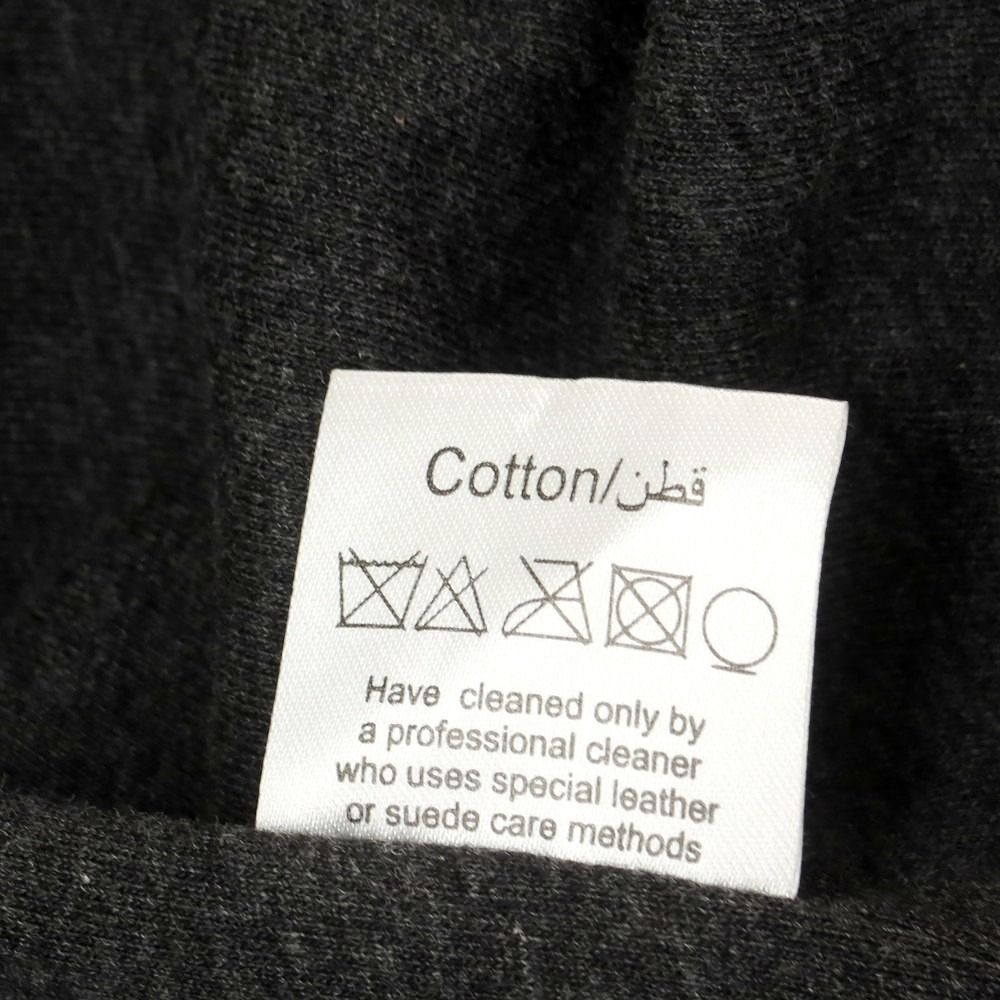 Cotton/قطن
Have cleaned only by
a professional cleaner
who uses special leather
or suede care methods